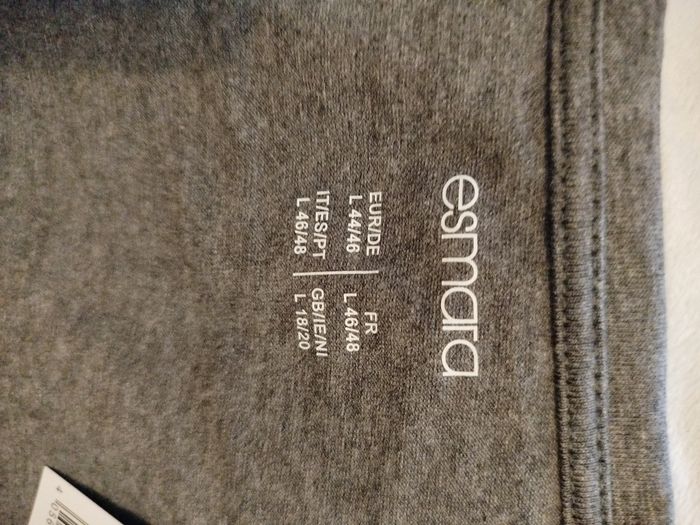 esmara
EUR/DE | FR
L 44/46 | L 46/48
IT/ES/PT | GB/IE/NI
L 46/48 | L 18/20